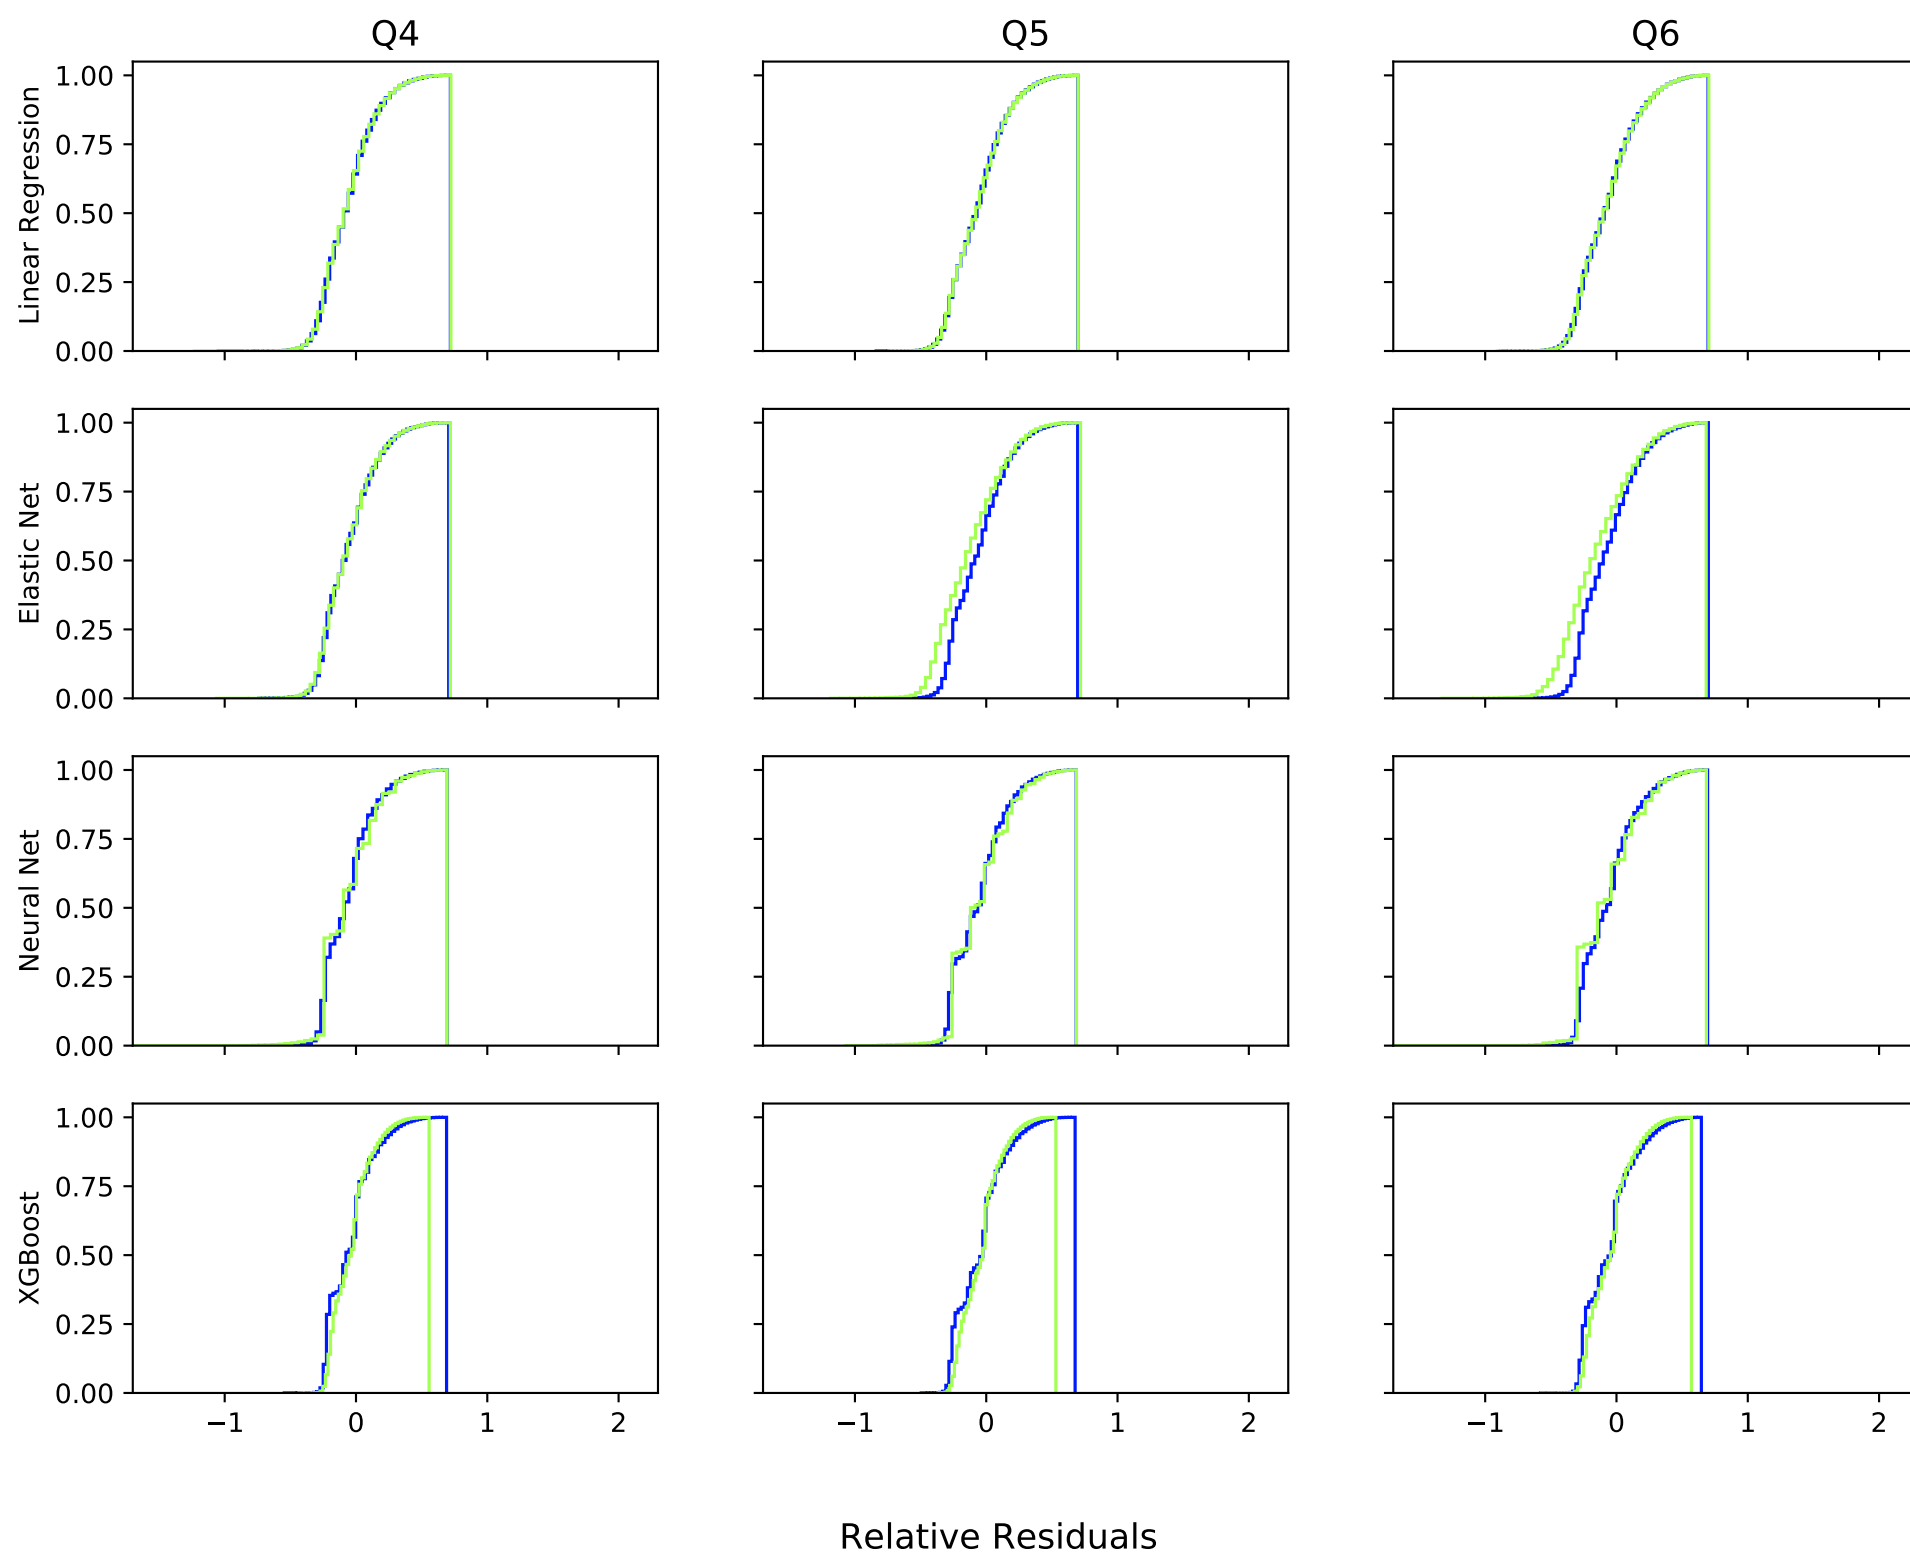 Q4 Q5 Q6
Linear Regression
1.00
0.75
0.50
0.25
0.00
Elastic Net
1.00
0.75
0.50
0.25
0.00
Neural Net
1.00
0.75
0.50
0.25
0.00
XGBoost
1.00
0.75
0.50
0.25
0.00
−1 0 1 2 −1 0 1 2 −1 0 1 2
Relative Residuals